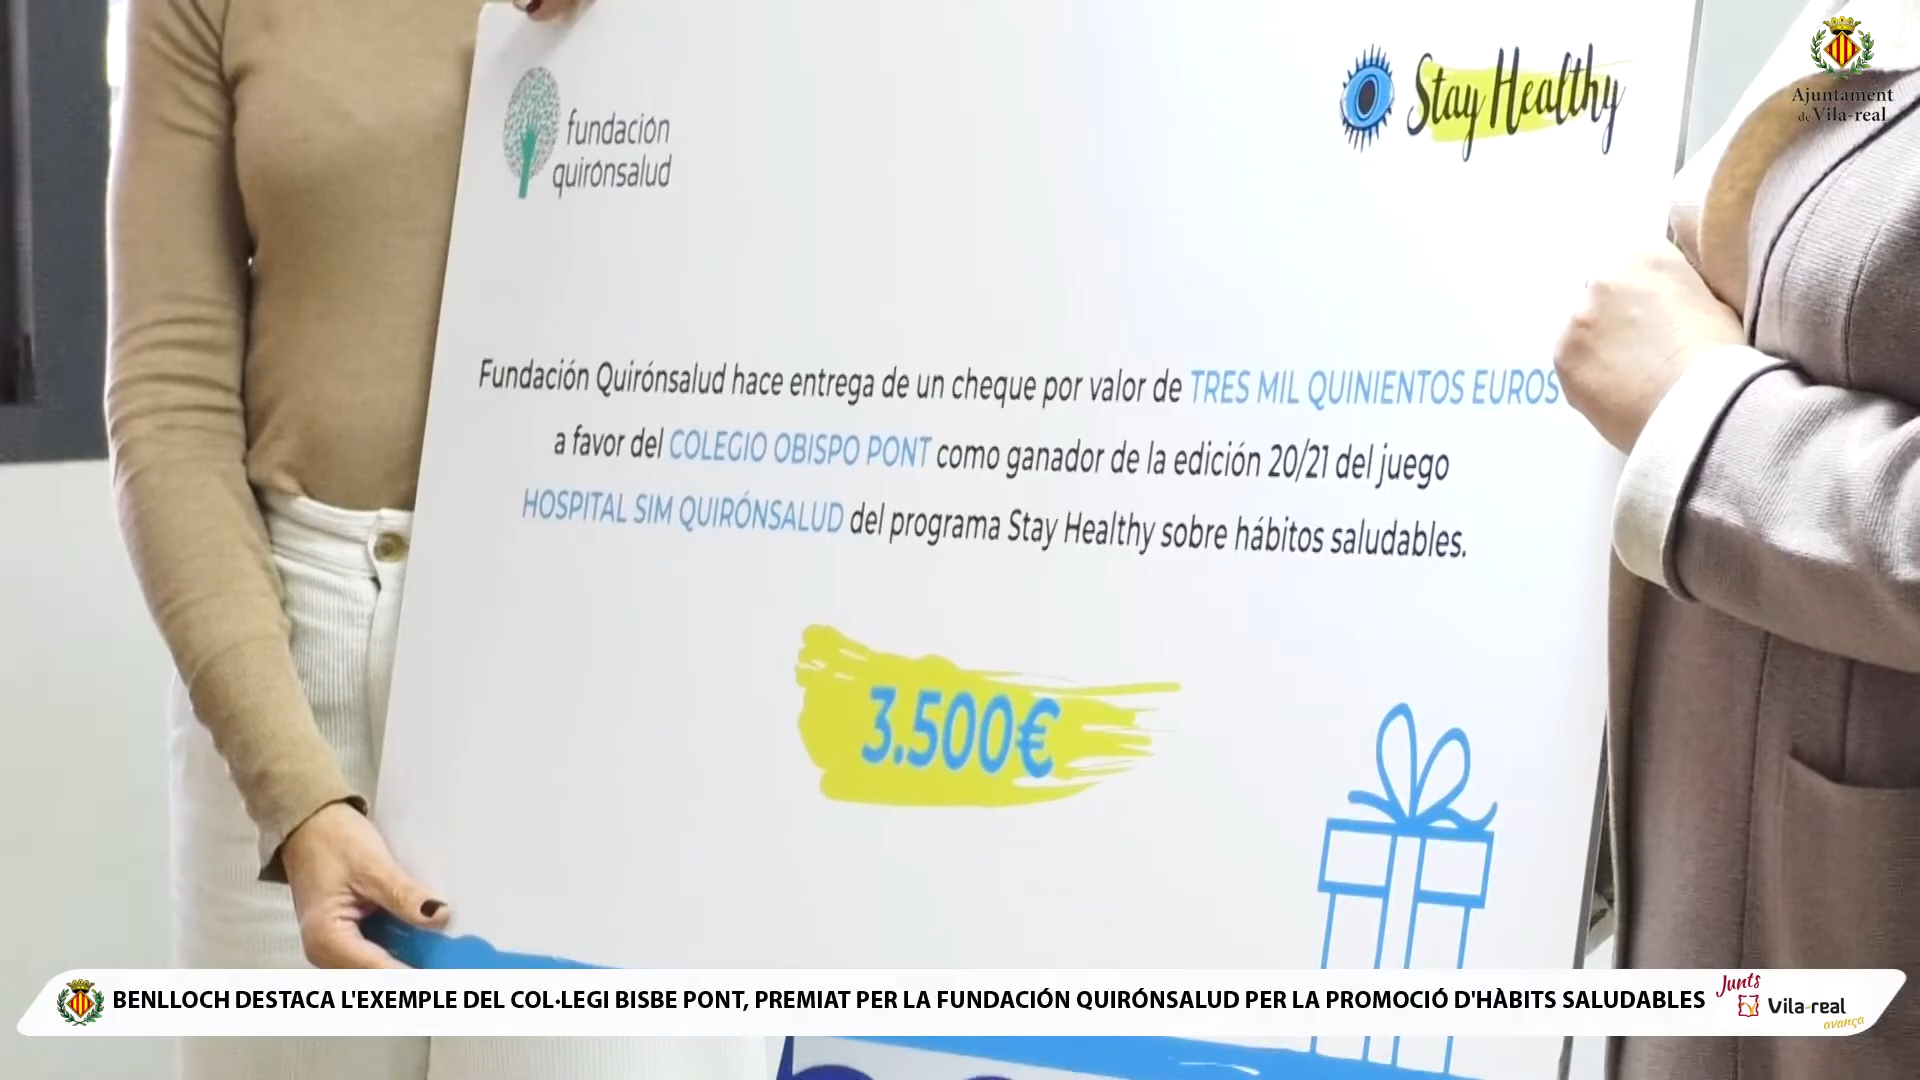 fundación
quirónsalud
Stay Healthy
Ajuntament
de Vila-real
Fundación Quirónsalud hace entrega de un cheque por valor de TRES MIL QUINIENTOS EUROS
a favor del COLEGIO OBISPO PONT como ganador de la edición 20/21 del juego
HOSPITAL SIM QUIRÓNSALUD del programa Stay Healthy sobre hábitos saludables.
3.500€
BENLLOCH DESTACA L'EXEMPLE DEL COL·LEGI BISBE PONT, PREMIAT PER LA FUNDACIÓN QUIRÓNSALUD PER LA PROMOCIÓ D'HÀBITS SALUDABLES
Junts
Vila-real
avança